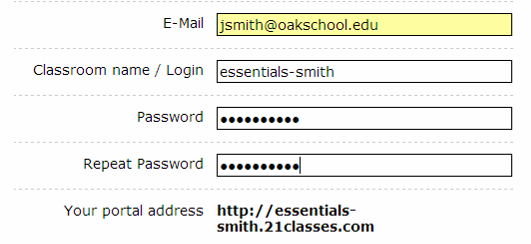 E-Mail jsmith@oakschool.edu
Classroom name / Login essentials-smith
Password ••••••••••
Repeat Password ••••••••••
Your portal address http://essentials-
smith.21classes.com